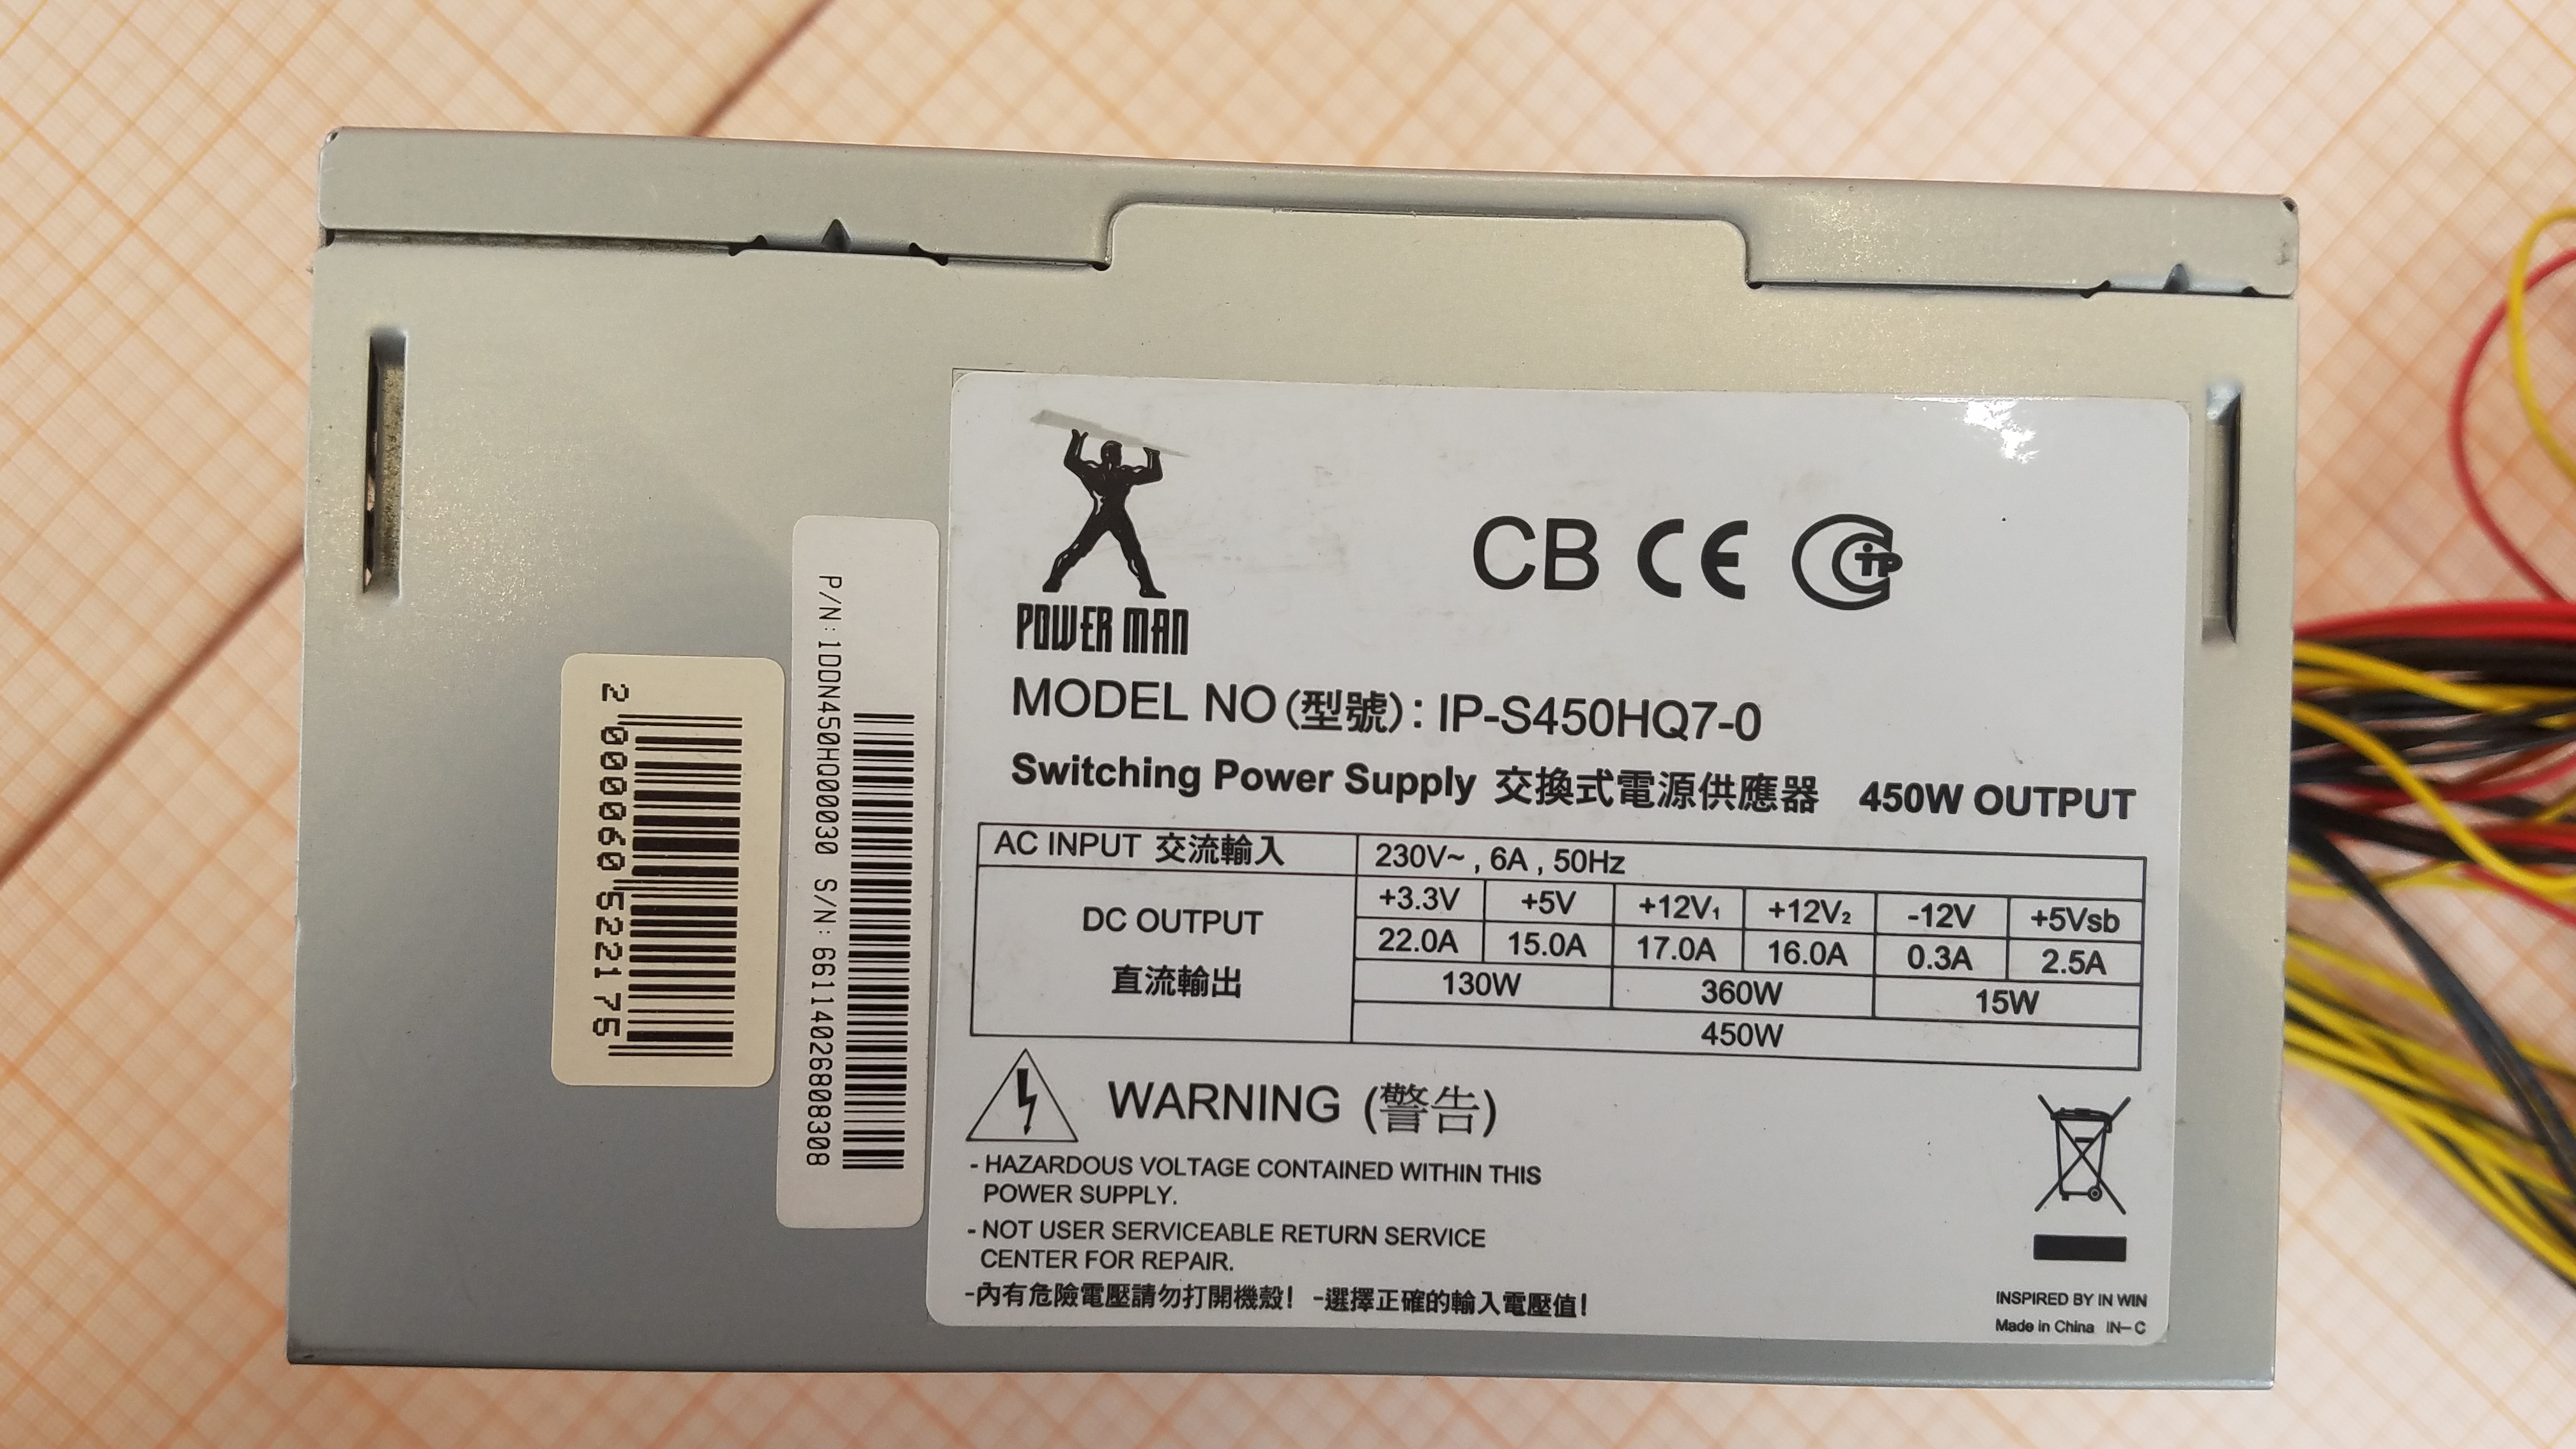 POWER MAN
CB CE
MODEL NO(型號): IP-S450HQ7-0
Switching Power Supply 交換式電源供應器 450W OUTPUT
AC INPUT 交流輸入 230V~ , 6A , 50Hz
DC OUTPUT
直流輸出
+3.3V +5V +12V₁ +12V₂ -12V +5Vsb
22.0A 15.0A 17.0A 16.0A 0.3A 2.5A
130W 360W 15W
450W
WARNING (警告)
- HAZARDOUS VOLTAGE CONTAINED WITHIN THIS
POWER SUPPLY.
- NOT USER SERVICEABLE RETURN SERVICE
CENTER FOR REPAIR.
-內有危險電壓請勿打開機殼! -選擇正確的輸入電壓值!
INSPIRED BY IN WIN
Made in China IN-C
P/N:1DDN450HQ00030 S/N:66114026808308
2 000060 522175